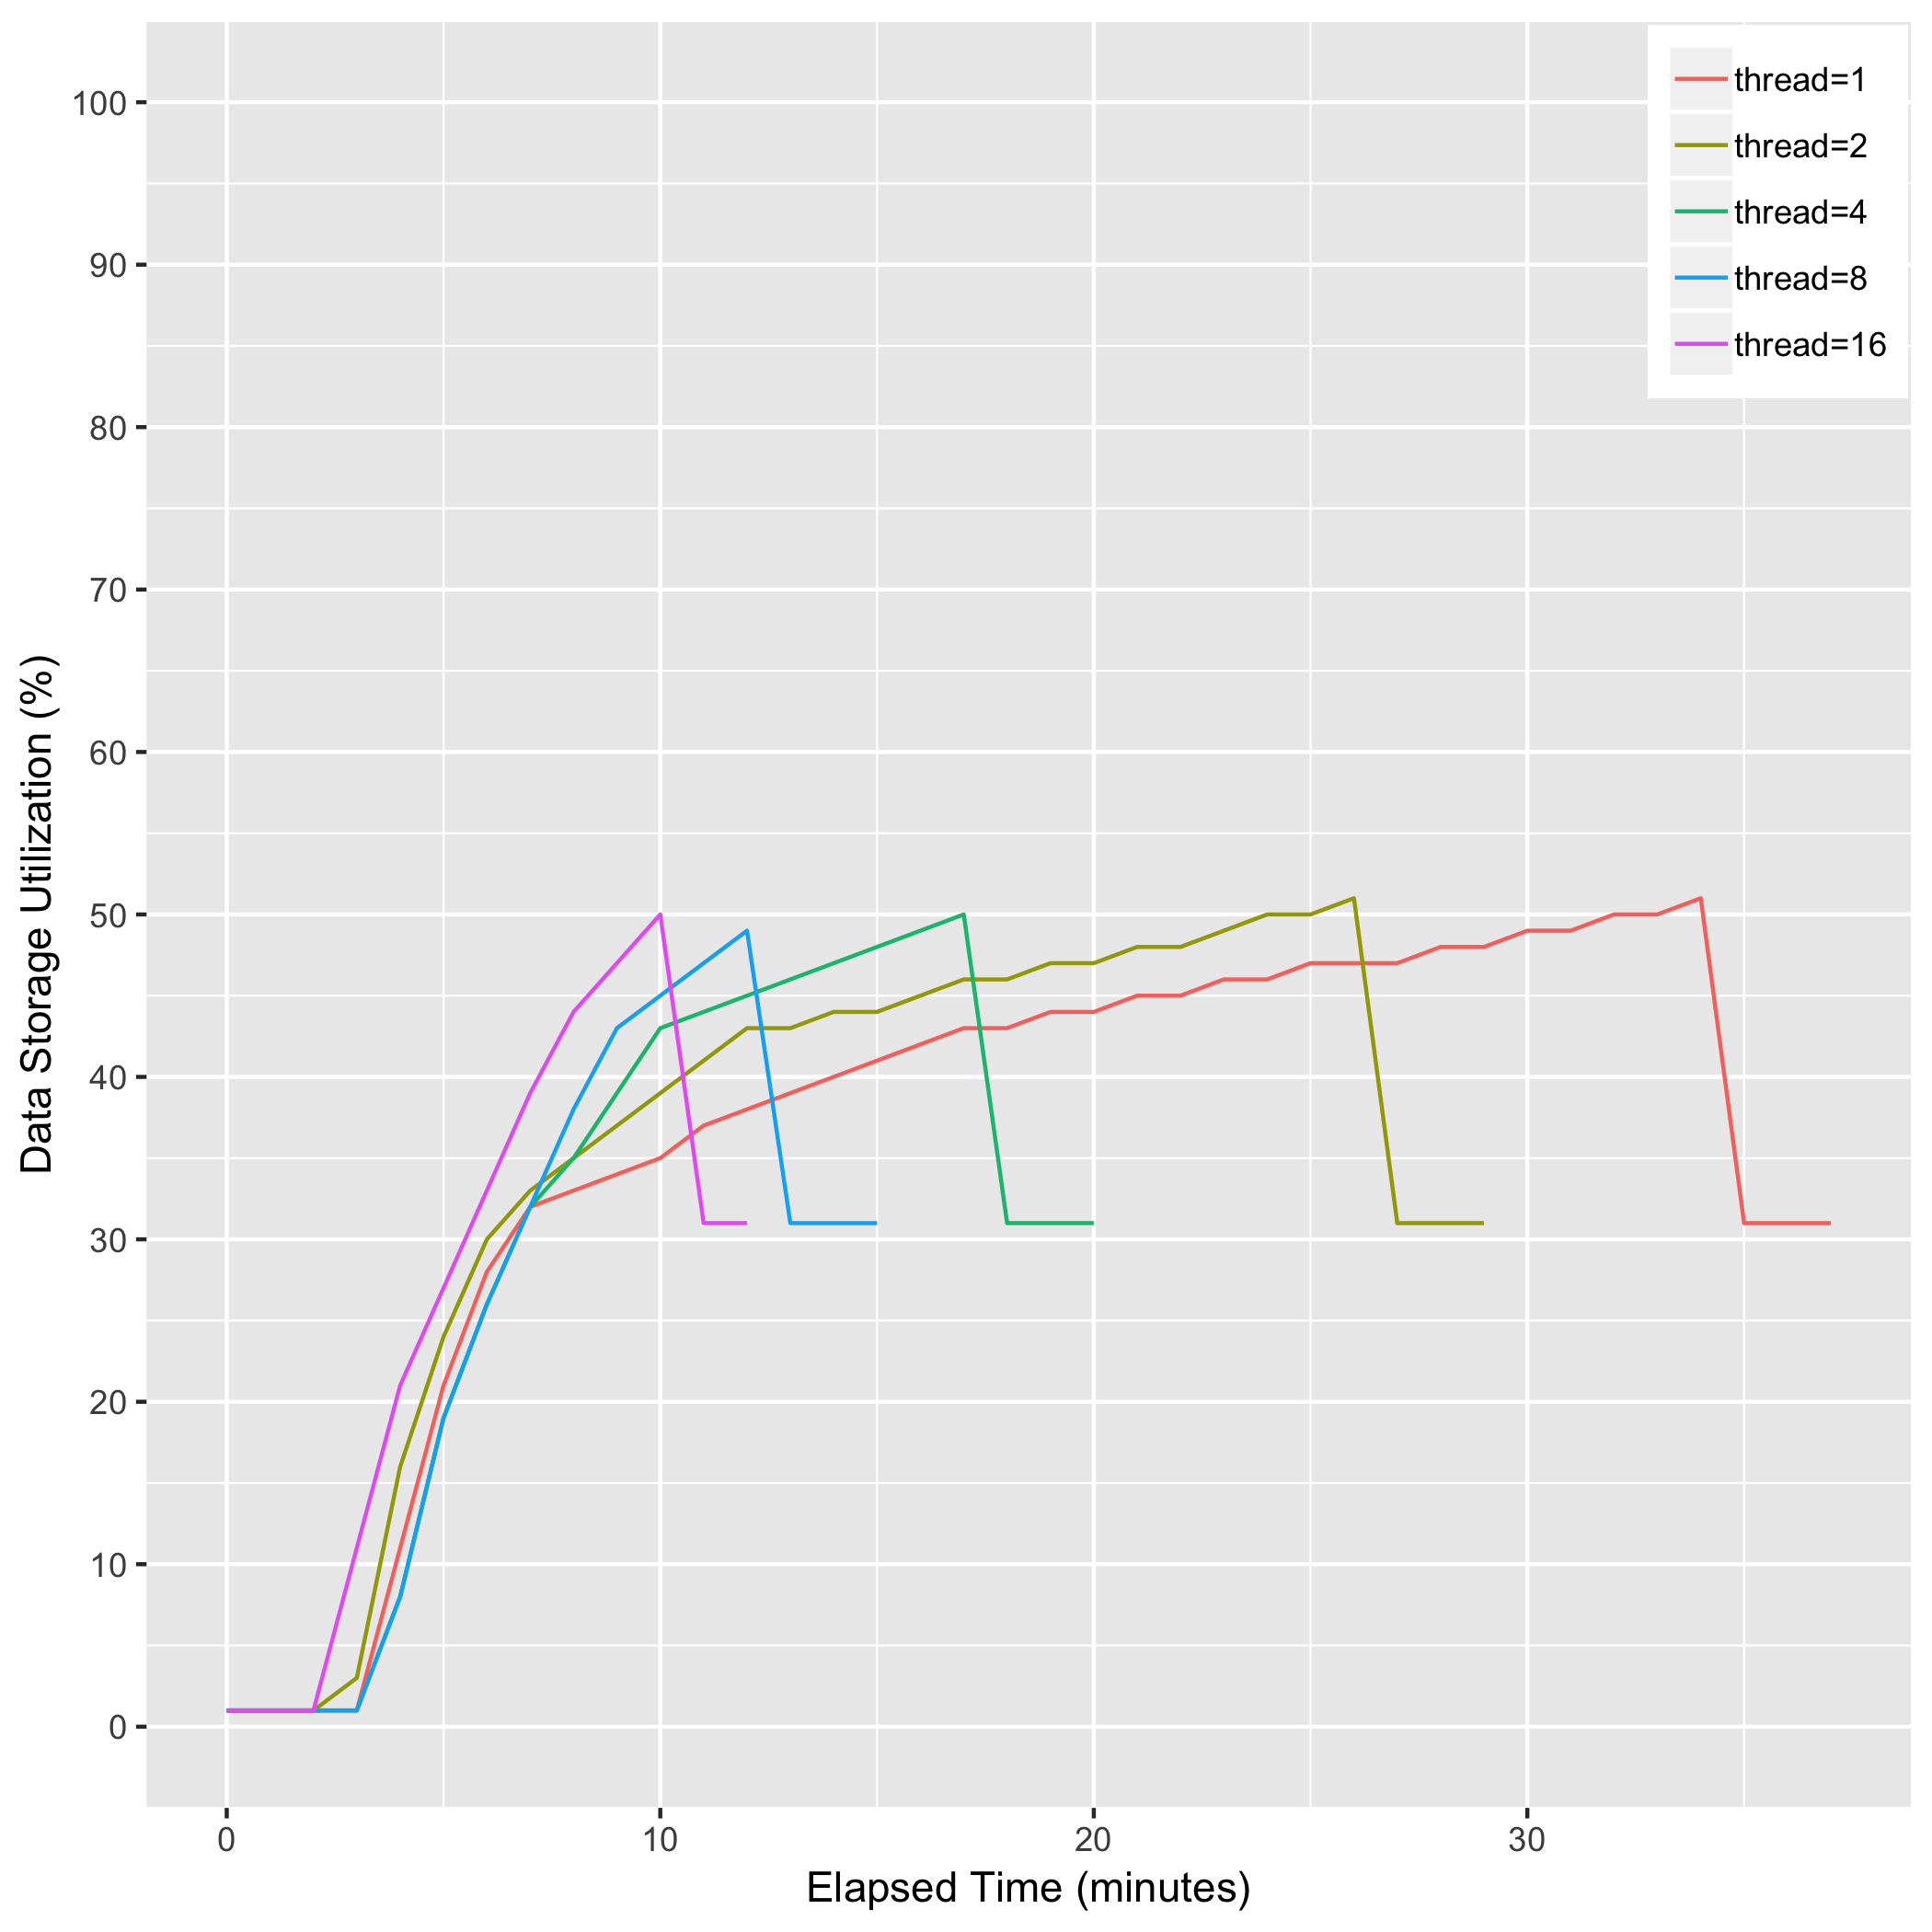 thread=1
thread=2
thread=4
thread=8
thread=16
100
90
80
70
60
50
40
30
20
10
0
Data Storage Utilization (%)
0 10 20 30
Elapsed Time (minutes)